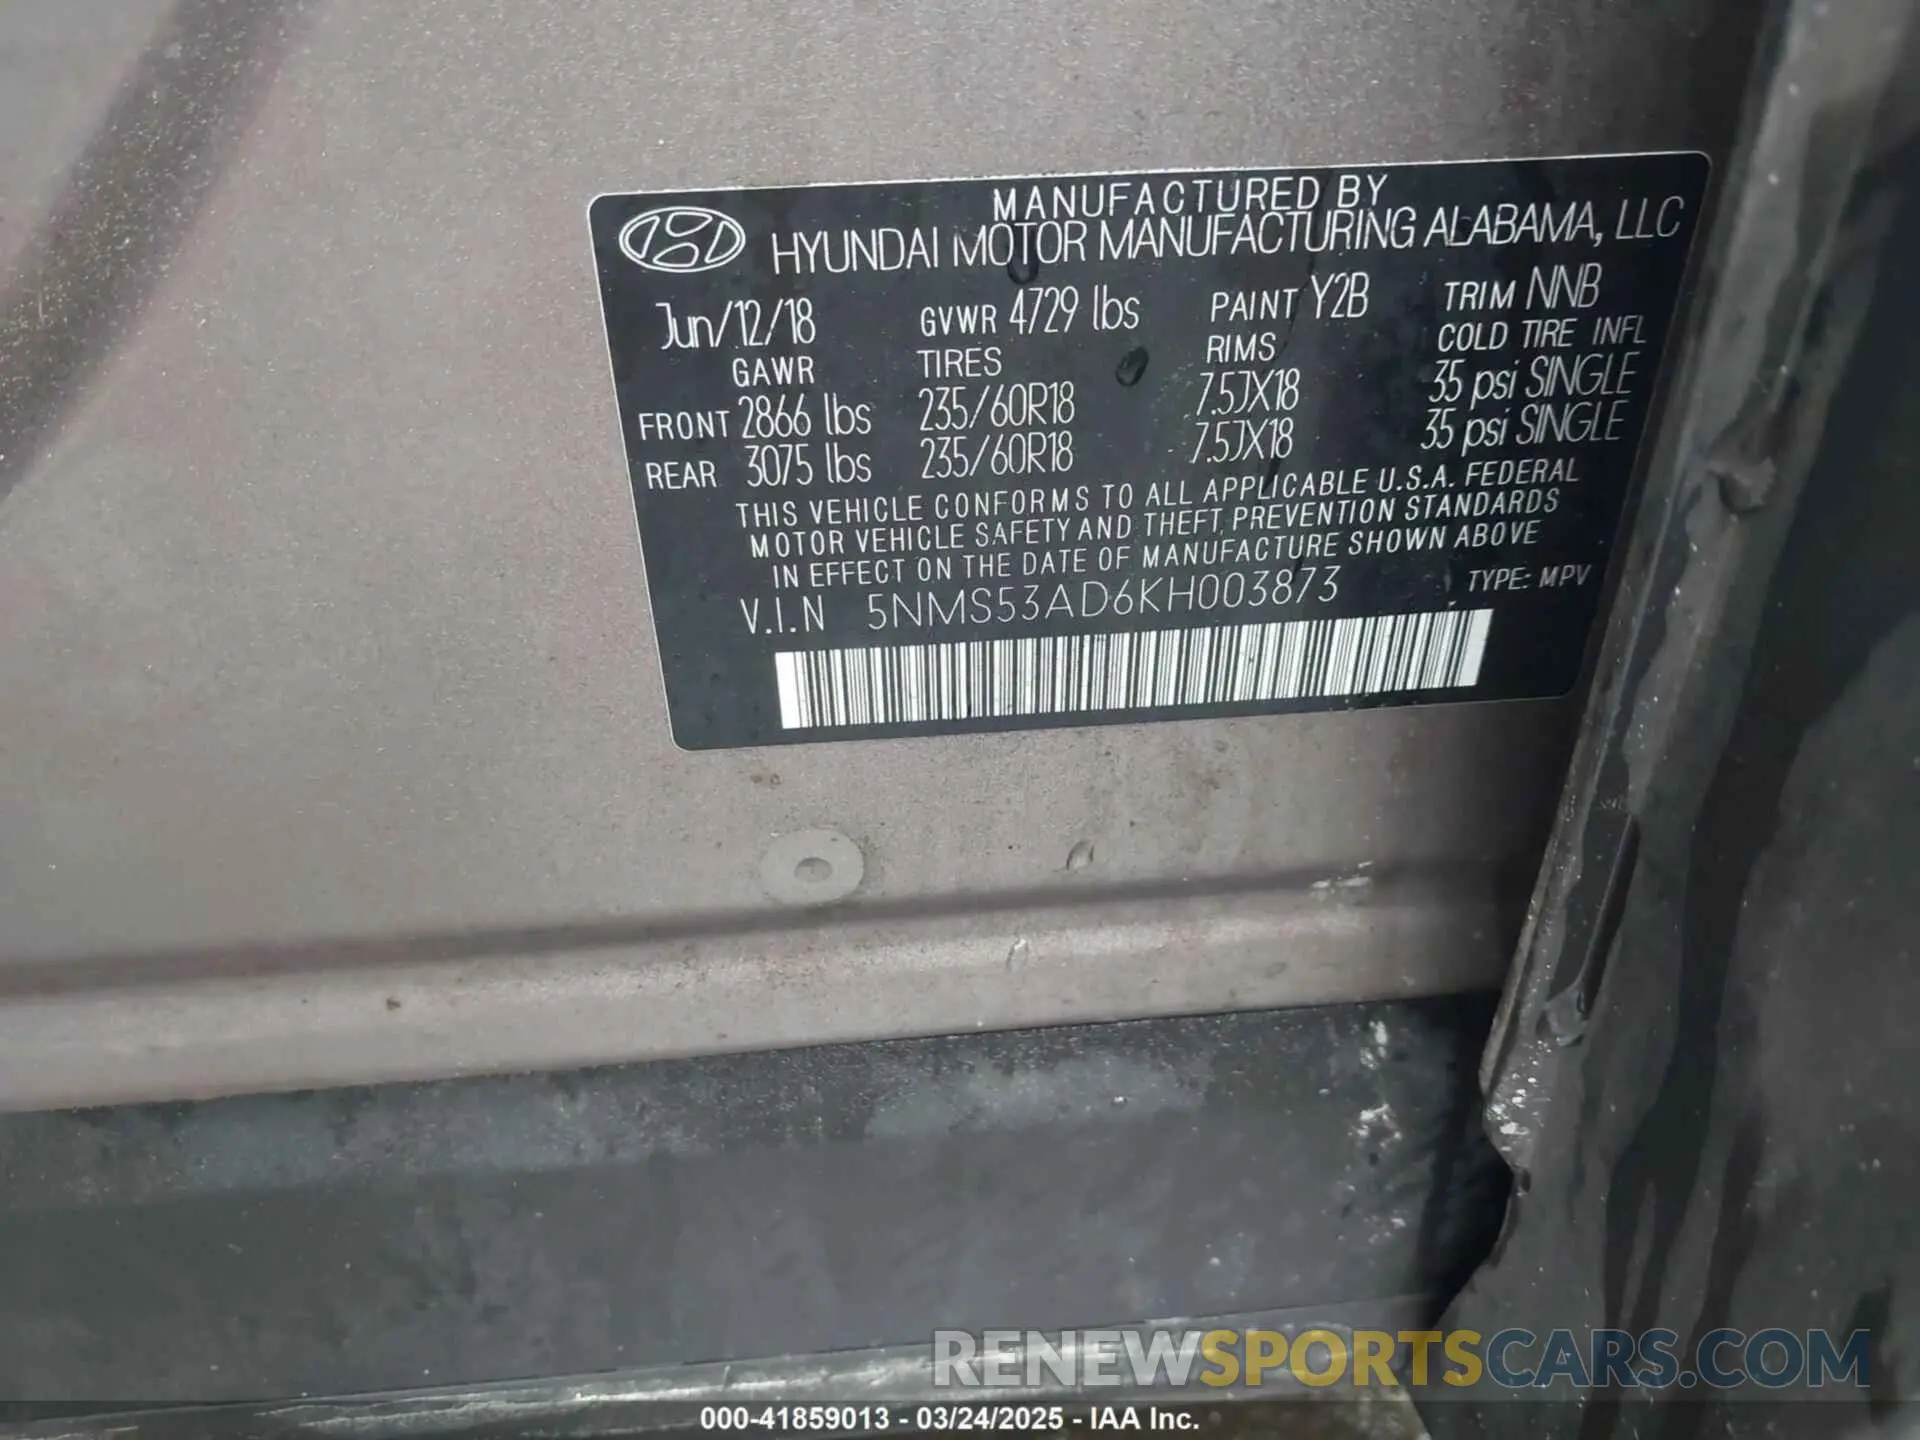 MANUFACTURED BY
HYUNDAI MOTOR MANUFACTURING ALABAMA, LLC
Jun/12/18 GVWR 4729 lbs PAINT Y2B TRIM NNB
GAWR TIRES RIMS COLD TIRE INFL
FRONT 2866 lbs 235/60R18 7.5JX18 35 psi SINGLE
REAR 3075 lbs 235/60R18 7.5JX18 35 psi SINGLE
THIS VEHICLE CONFORMS TO ALL APPLICABLE U.S.A. FEDERAL
MOTOR VEHICLE SAFETY AND THEFT PREVENTION STANDARDS
IN EFFECT ON THE DATE OF MANUFACTURE SHOWN ABOVE
V.I.N 5NMS53AD6KH003873 TYPE: MPV
RENEWSPORTSCARS.COM
000-41859013 - 03/24/2025 - IAA Inc.